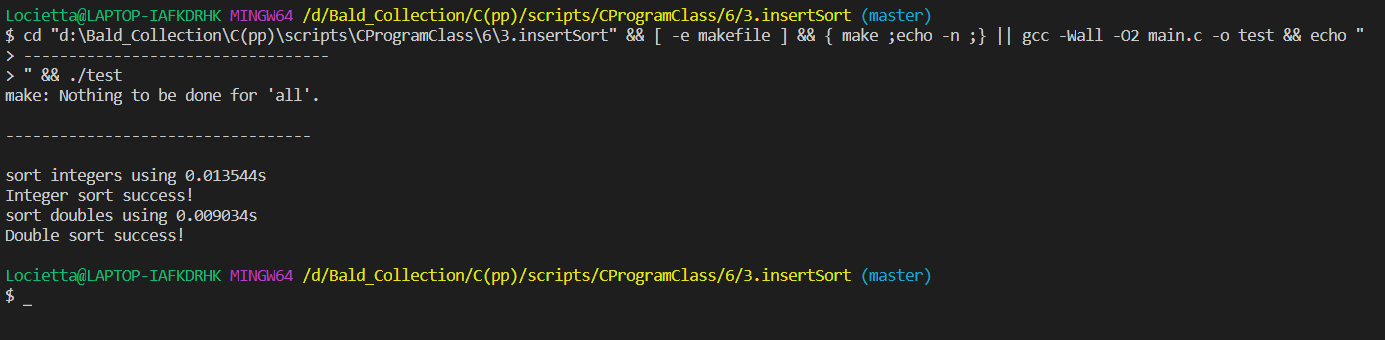 Locietta@LAPTOP-IAFKDRHK MINGW64 /d/Bald_Collection/C(pp)/scripts/CProgramClass/6/3.insertSort (master)
$ cd "d:\Bald_Collection\C(pp)\scripts\CProgramClass\6\3.insertSort" && [ -e makefile ] && { make ;echo -n ;} || gcc -Wall -O2 main.c -o test && echo "
> ----------------------------------
> " && ./test
make: Nothing to be done for 'all'.
----------------------------------
sort integers using 0.013544s
Integer sort success!
sort doubles using 0.009034s
Double sort success!
Locietta@LAPTOP-IAFKDRHK MINGW64 /d/Bald_Collection/C(pp)/scripts/CProgramClass/6/3.insertSort (master)
$ _